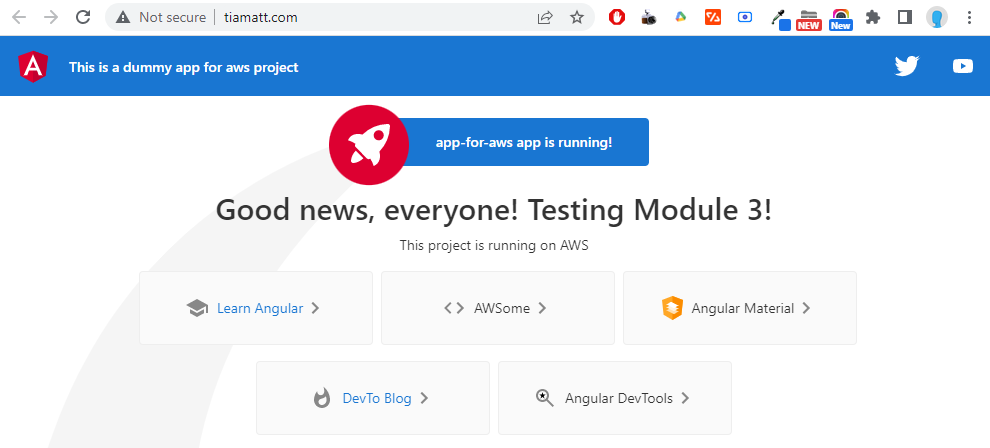 Not secure | tiamatt.com
NEW
New
A
This is a dummy app for aws project
app-for-aws app is running!
Good news, everyone! Testing Module 3!
This project is running on AWS
Learn Angular
AWSome
Angular Material
DevTo Blog
Angular DevTools